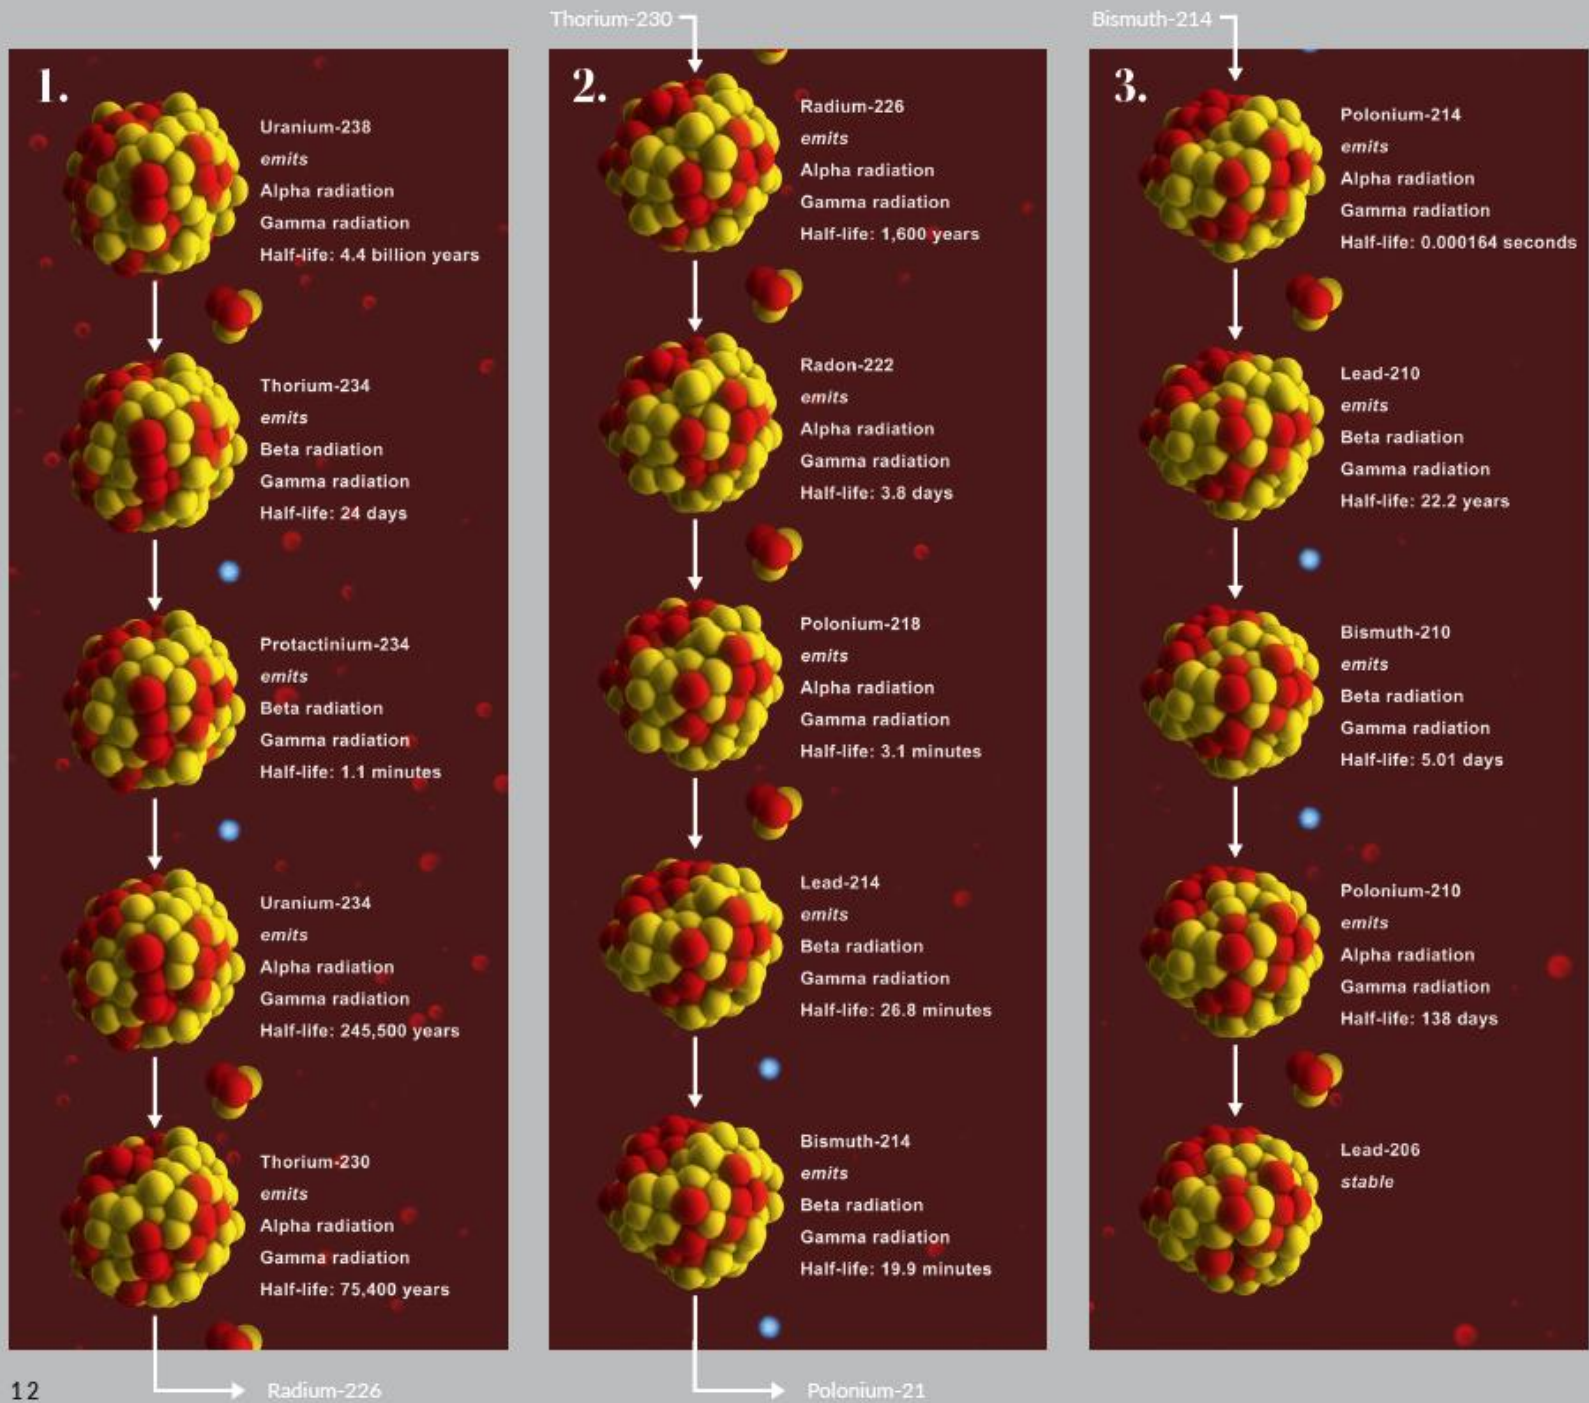 1.
Uranium-238
emits
Alpha radiation
Gamma radiation
Half-life: 4.4 billion years
Thorium-234
emits
Beta radiation
Gamma radiation
Half-life: 24 days
Protactinium-234
emits
Beta radiation
Gamma radiation
Half-life: 1.1 minutes
Uranium-234
emits
Alpha radiation
Gamma radiation
Half-life: 245,500 years
Thorium-230
emits
Alpha radiation
Gamma radiation
Half-life: 75,400 years
Radium-226
Thorium-230
2.
Radium-226
emits
Alpha radiation
Gamma radiation
Half-life: 1,600 years
Radon-222
emits
Alpha radiation
Gamma radiation
Half-life: 3.8 days
Polonium-218
emits
Alpha radiation
Gamma radiation
Half-life: 3.1 minutes
Lead-214
emits
Beta radiation
Gamma radiation
Half-life: 26.8 minutes
Bismuth-214
emits
Beta radiation
Gamma radiation
Half-life: 19.9 minutes
Polonium-21
Bismuth-214
3.
Polonium-214
emits
Alpha radiation
Gamma radiation
Half-life: 0.000164 seconds
Lead-210
emits
Beta radiation
Gamma radiation
Half-life: 22.2 years
Bismuth-210
emits
Beta radiation
Gamma radiation
Half-life: 5.01 days
Polonium-210
emits
Alpha radiation
Gamma radiation
Half-life: 138 days
Lead-206
stable
12